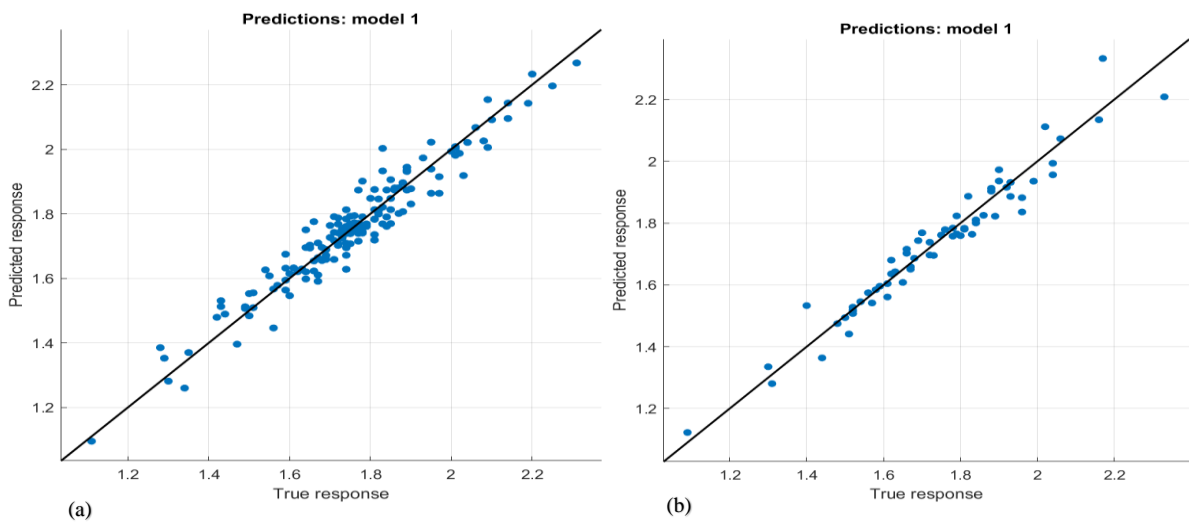 Predictions: model 1
Predicted response
2.2
2
1.8
1.6
1.4
1.2
1.2 1.4 1.6 1.8 2 2.2
True response
(a)
Predictions: model 1
Predicted response
2.2
2
1.8
1.6
1.4
1.2
1.2 1.4 1.6 1.8 2 2.2
True response
(b)